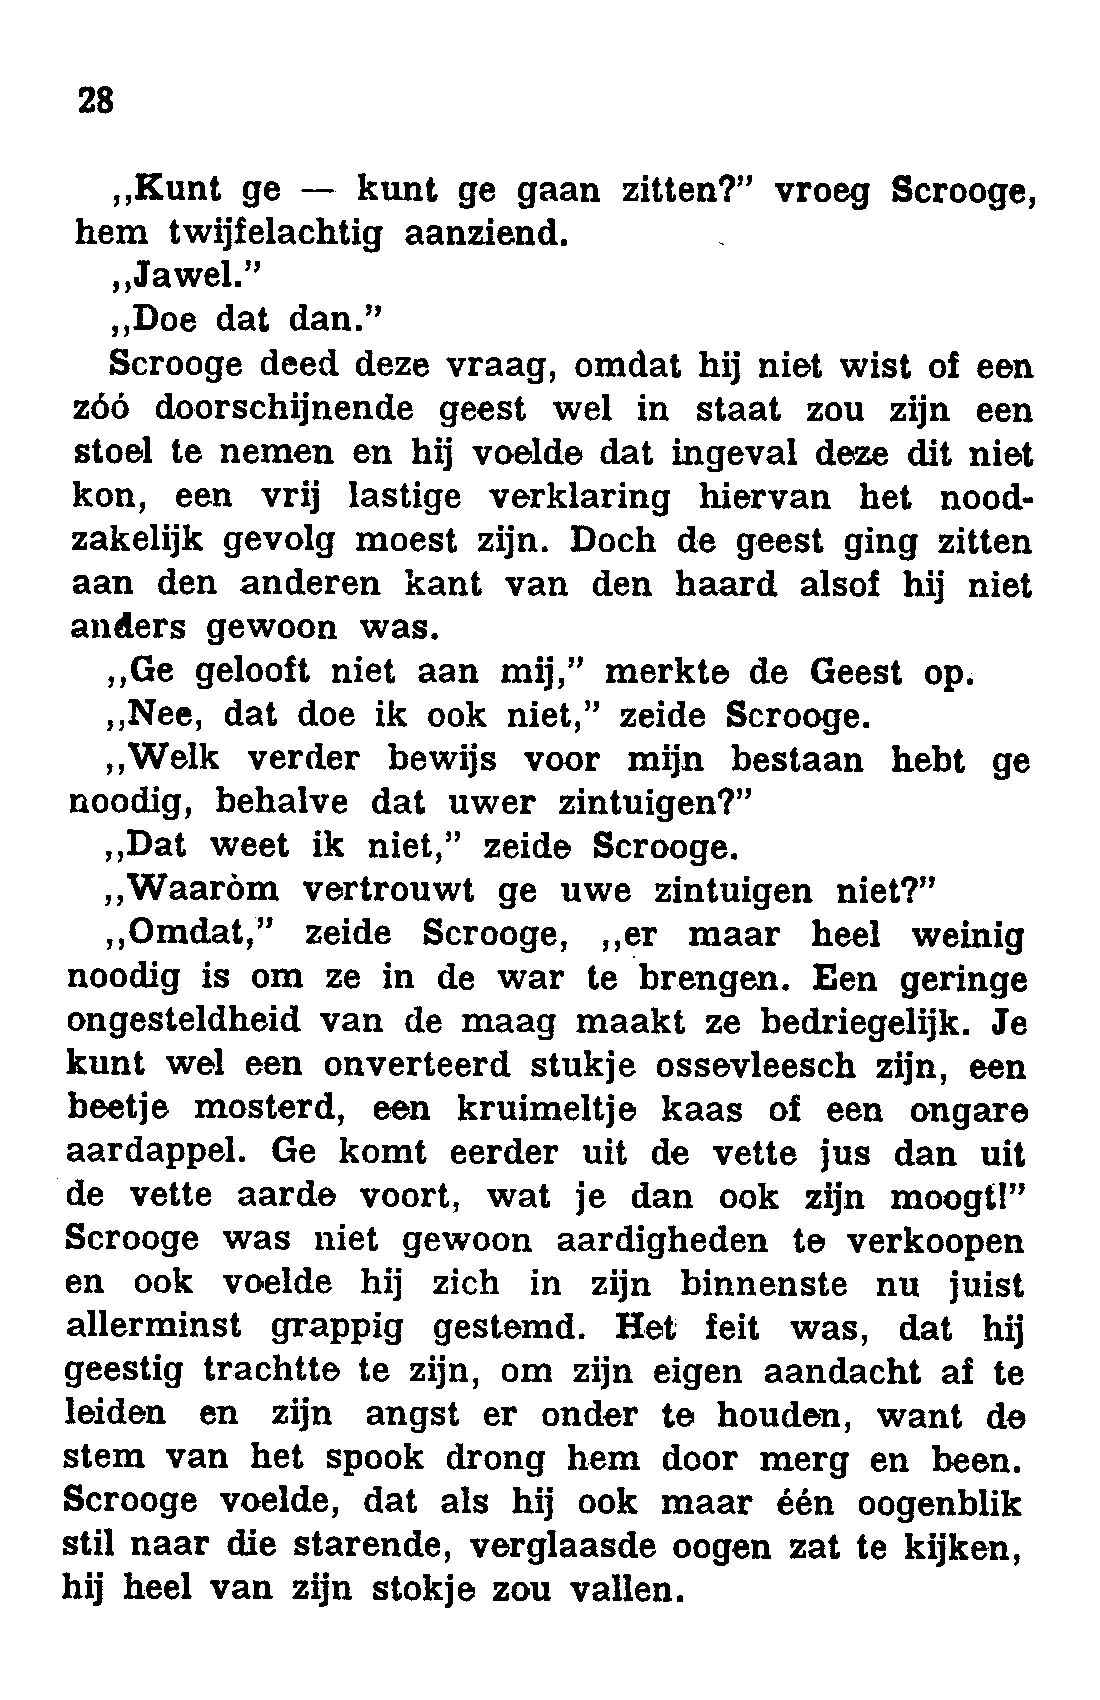 28
,,Kunt ge — kunt ge gaan zitten?" vroeg Scrooge,
hem twijfelachtig aanziend.
,,Jawel."
,,Doe dat dan."
Scrooge deed deze vraag, omdat hij niet wist of een
zóó doorschijnende geest wel in staat zou zijn een
stoel te nemen en hij voelde dat ingeval deze dit niet
kon, een vrij lastige verklaring hiervan het nood-
zakelijk gevolg moest zijn. Doch de geest ging zitten
aan den anderen kant van den haard alsof hij niet
anders gewoon was.
,,Ge gelooft niet aan mij," merkte de Geest op.
,,Nee, dat doe ik ook niet," zeide Scrooge.
,,Welk verder bewijs voor mijn bestaan hebt ge
noodig, behalve dat uwer zintuigen?"
,,Dat weet ik niet," zeide Scrooge.
,,Waaròm vertrouwt ge uwe zintuigen niet?"
,,Omdat," zeide Scrooge, ,,er maar heel weinig
noodig is om ze in de war te brengen. Een geringe
ongesteldheid van de maag maakt ze bedriegelijk. Je
kunt wel een onverteerd stukje ossevleesch zijn, een
beetje mosterd, een kruimeltje kaas of een ongare
aardappel. Ge komt eerder uit de vette jus dan uit
de vette aarde voort, wat je dan ook zijn moogt!"
Scrooge was niet gewoon aardigheden te verkoopen
en ook voelde hij zich in zijn binnenste nu juist
allerminst grappig gestemd. Het feit was, dat hij
geestig trachtte te zijn, om zijn eigen aandacht af te
leiden en zijn angst er onder te houden, want de
stem van het spook drong hem door merg en been.
Scrooge voelde, dat als hij ook maar één oogenblik
stil naar die starende, verglaasde oogen zat te kijken,
hij heel van zijn stokje zou vallen.